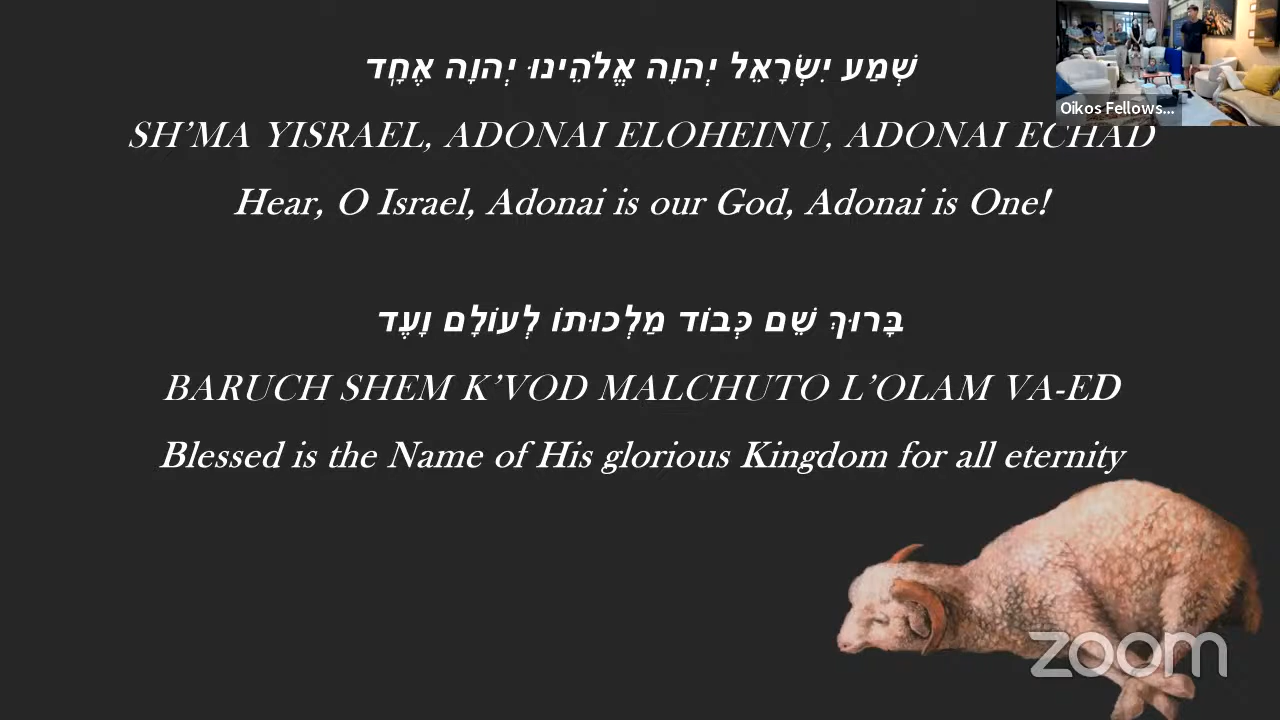 שְׁמַע יִשְׂרָאֵל יְהוָה אֱלֹהֵינוּ יְהוָה אֶחָד
SH’MA YISRAEL, ADONAI ELOHEINU, ADONAI ECHAD
Hear, O Israel, Adonai is our God, Adonai is One!
בָּרוּךְ שֵׁם כְּבוֹד מַלְכוּתוֹ לְעוֹלָם וָעֶד
BARUCH SHEM K’VOD MALCHUTO L’OLAM VA-ED
Blessed is the Name of His glorious Kingdom for all eternity
Oikos Fellows...
zoom